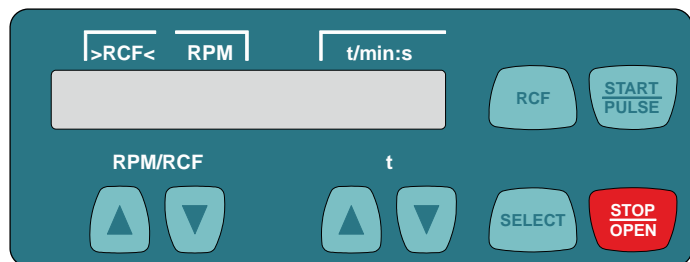 >RCF< RPM t/min:s
RCF
START
PULSE
RPM/RCF t
SELECT
STOP
OPEN